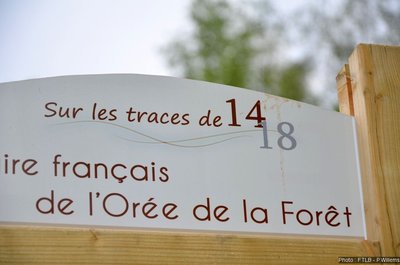 Sur les traces de 14
18
ire français
de l'Orée de la Forêt
Photo : FTLB - P.Willems